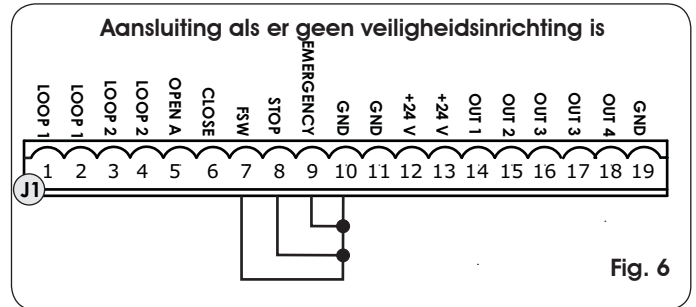 Aansluiting als er geen veiligheidsinrichting is
LOOP 1 LOOP 1 LOOP 2 LOOP 2 OPEN A CLOSE FSW STOP EMERGENCY GND GND +24 V +24 V OUT 1 OUT 2 OUT 3 OUT 3 OUT 4 GND
1 2 3 4 5 6 7 8 9 10 11 12 13 14 15 16 17 18 19
J1
Fig. 6